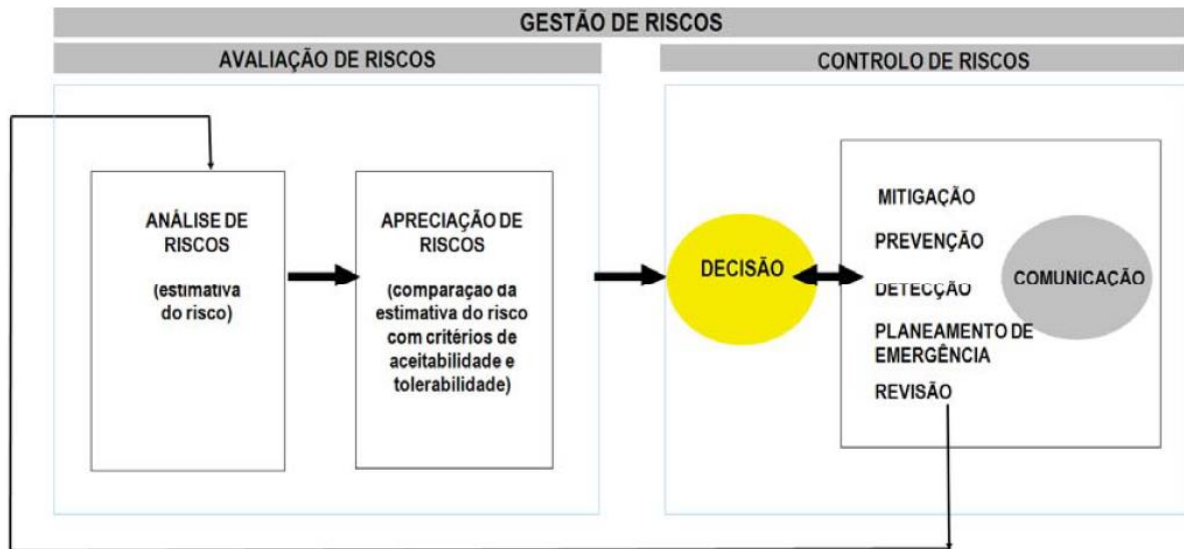 GESTÃO DE RISCOS
AVALIAÇÃO DE RISCOS
CONTROLO DE RISCOS
ANÁLISE DE
RISCOS
(estimativa
do risco)
APRECIAÇÃO DE
RISCOS
(comparação da
estimativa do risco
com critérios de
aceitabilidade e
tolerabilidade)
DECISÃO
MITIGAÇÃO
PREVENÇÃO
DETECÇÃO
PLANEAMENTO DE
EMERGÊNCIA
REVISÃO
COMUNICAÇÃO